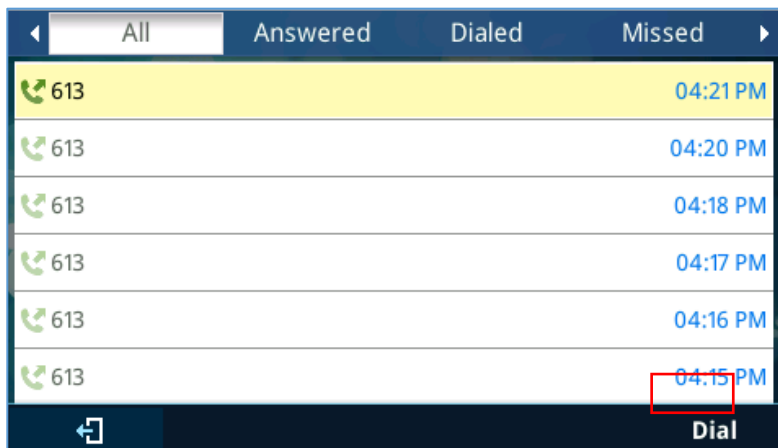 All Answered Dialed Missed
613 04:21 PM
613 04:20 PM
613 04:18 PM
613 04:17 PM
613 04:16 PM
613 04:15 PM
Dial